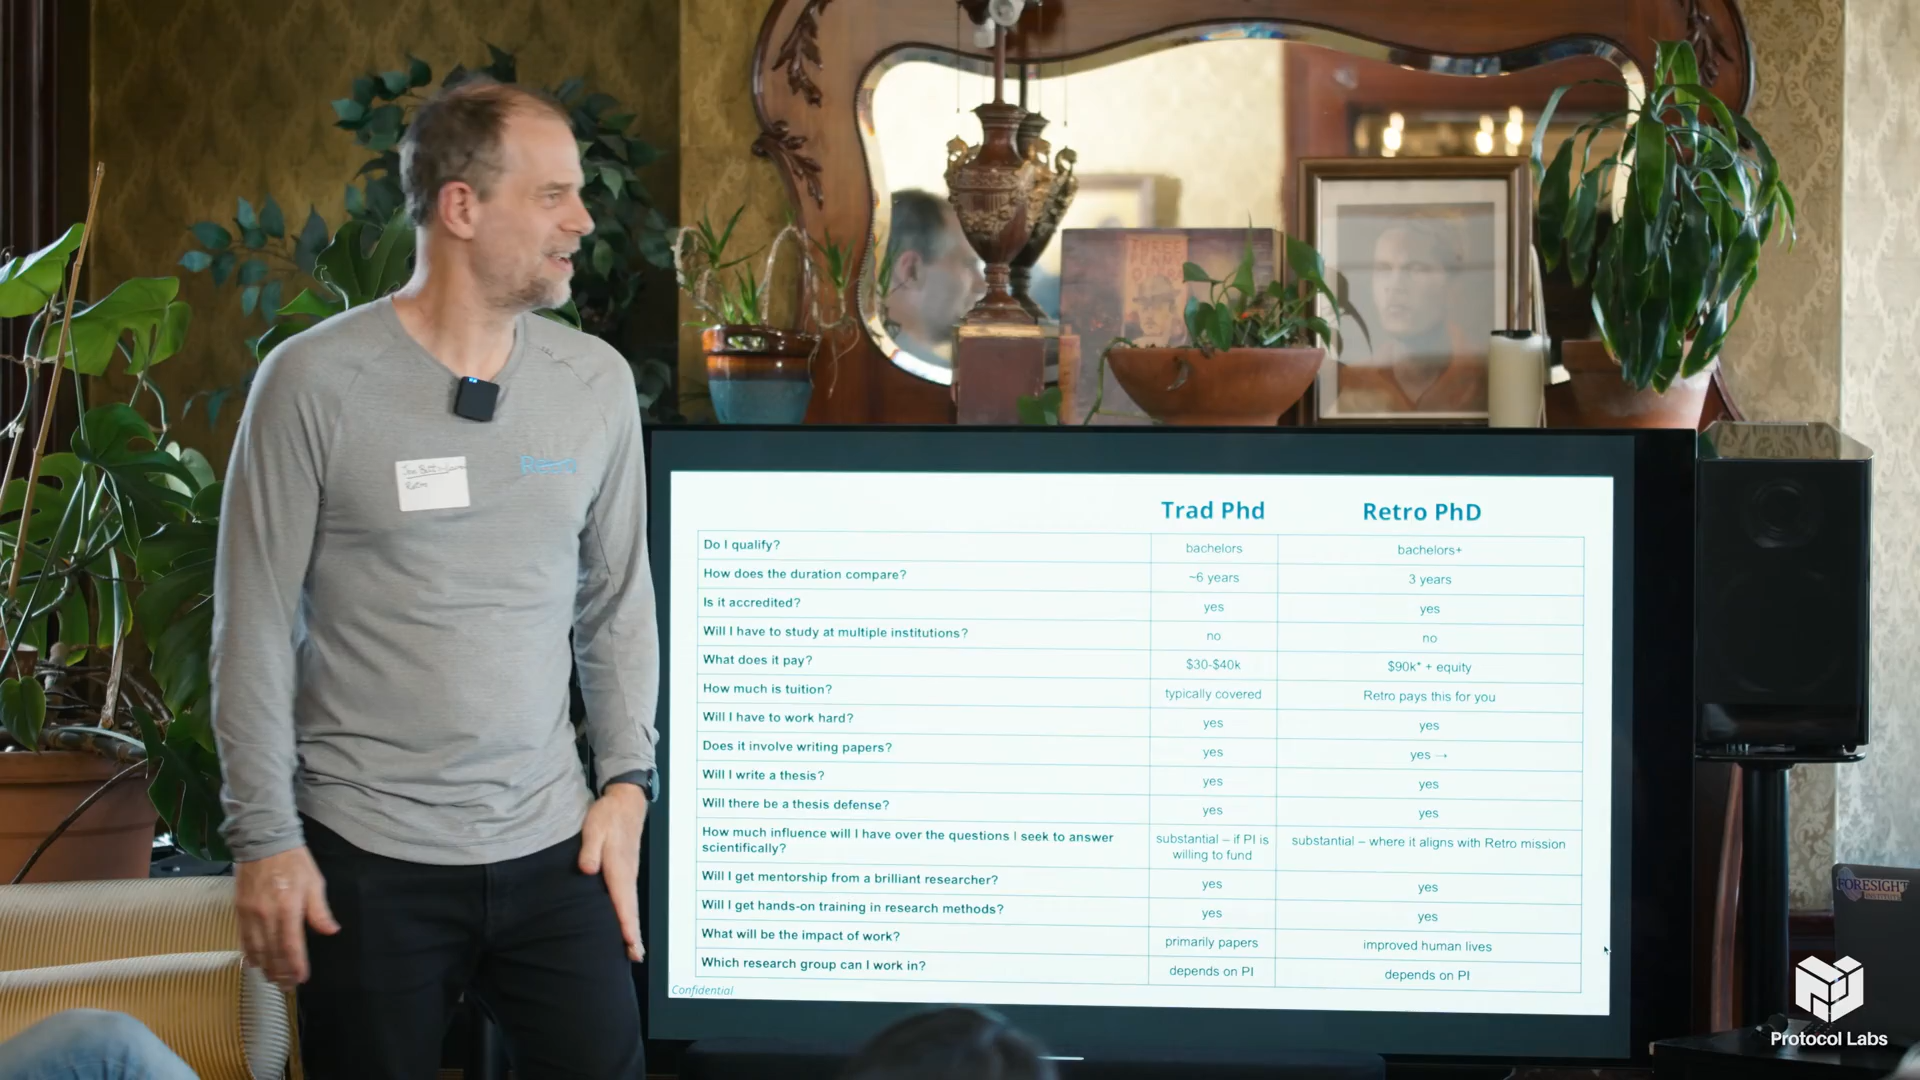 Retro
Trad Phd Retro PhD
Do I qualify? bachelors bachelors+
How does the duration compare? ~6 years 3 years
Is it accredited? yes yes
Will I have to study at multiple institutions? no no
What does it pay? $30-$40k $90k* + equity
How much is tuition? typically covered Retro pays this for you
Will I have to work hard? yes yes
Does it involve writing papers? yes yes →
Will I write a thesis? yes yes
Will there be a thesis defense? yes yes
How much influence will I have over the questions I seek to answer
scientifically?
substantial – if PI is
willing to fund
substantial – where it aligns with Retro mission
Will I get mentorship from a brilliant researcher? yes yes
Will I get hands-on training in research methods? yes yes
What will be the impact of work? primarily papers improved human lives
Which research group can I work in? depends on PI depends on PI
Confidential
FORESIGHT
Protocol Labs